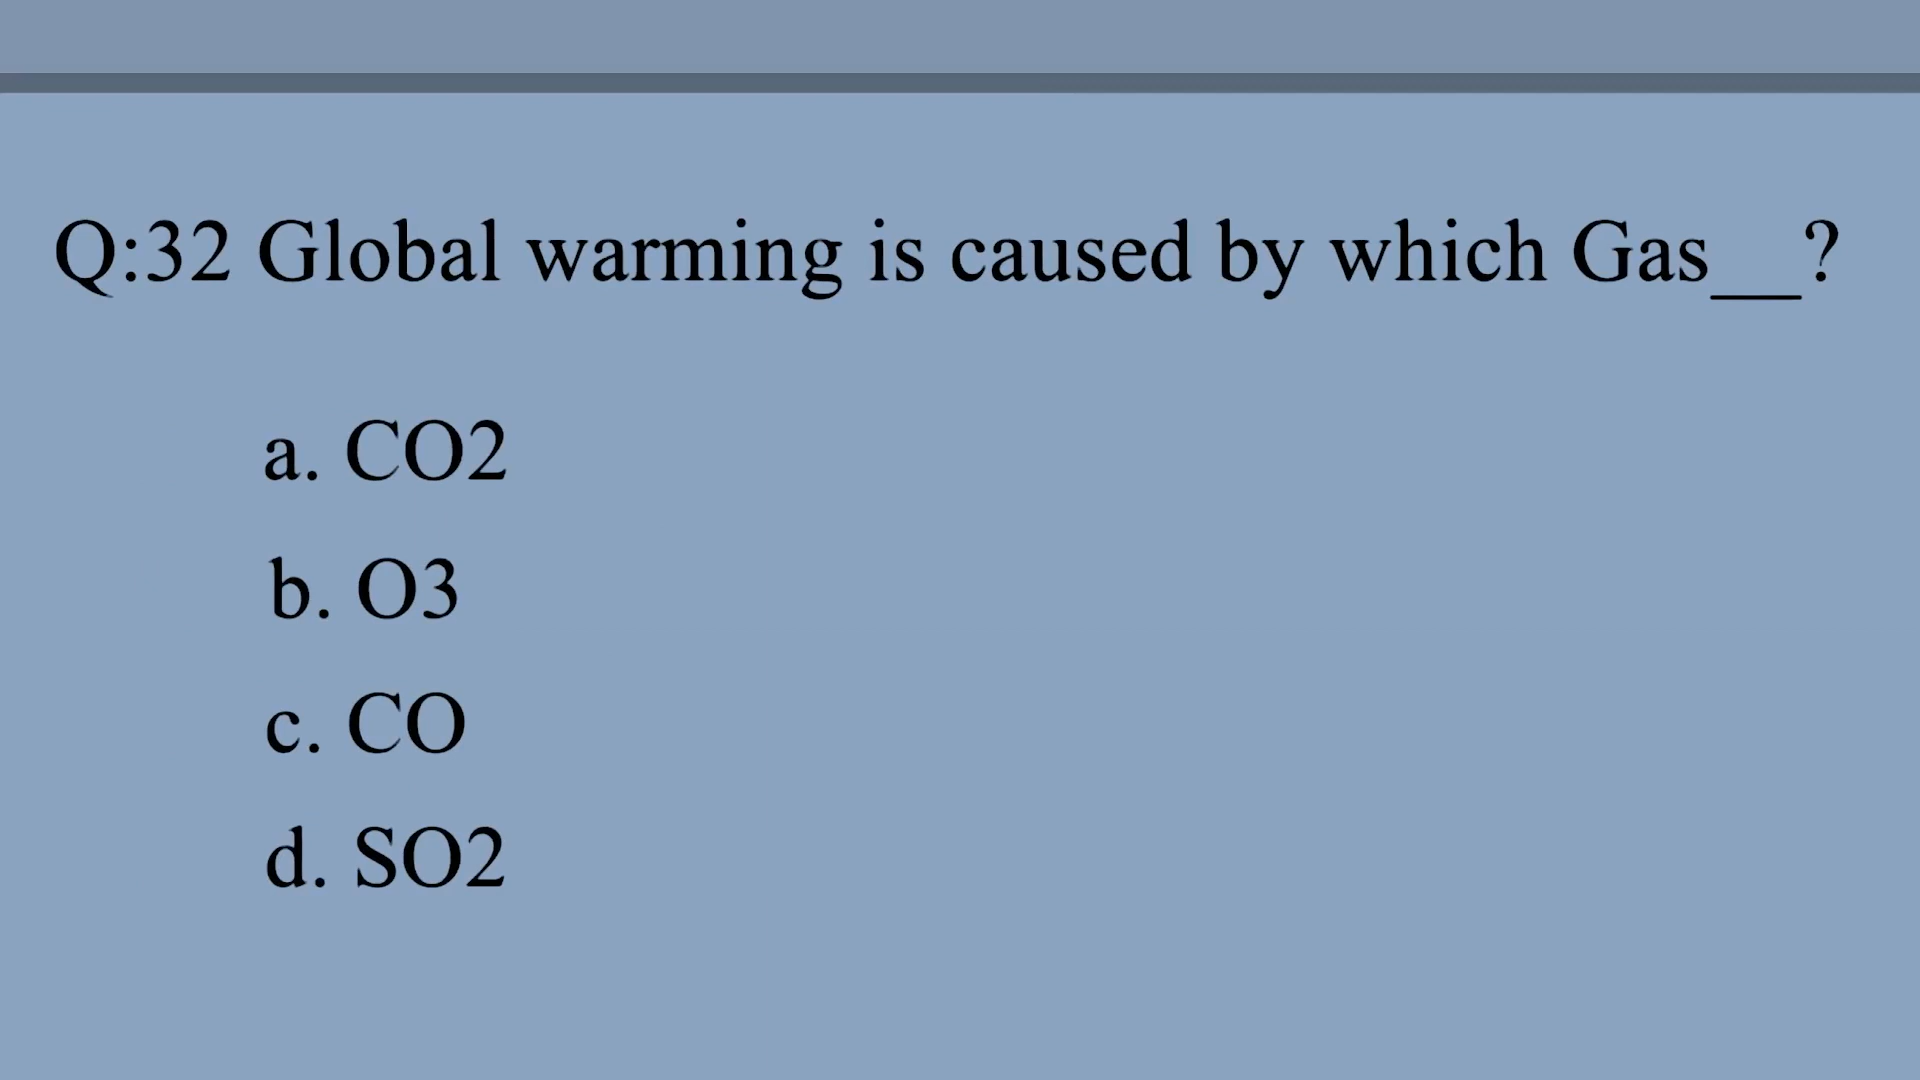 Q:32 Global warming is caused by which Gas__?
a. CO2
b. O3
c. CO
d. SO2